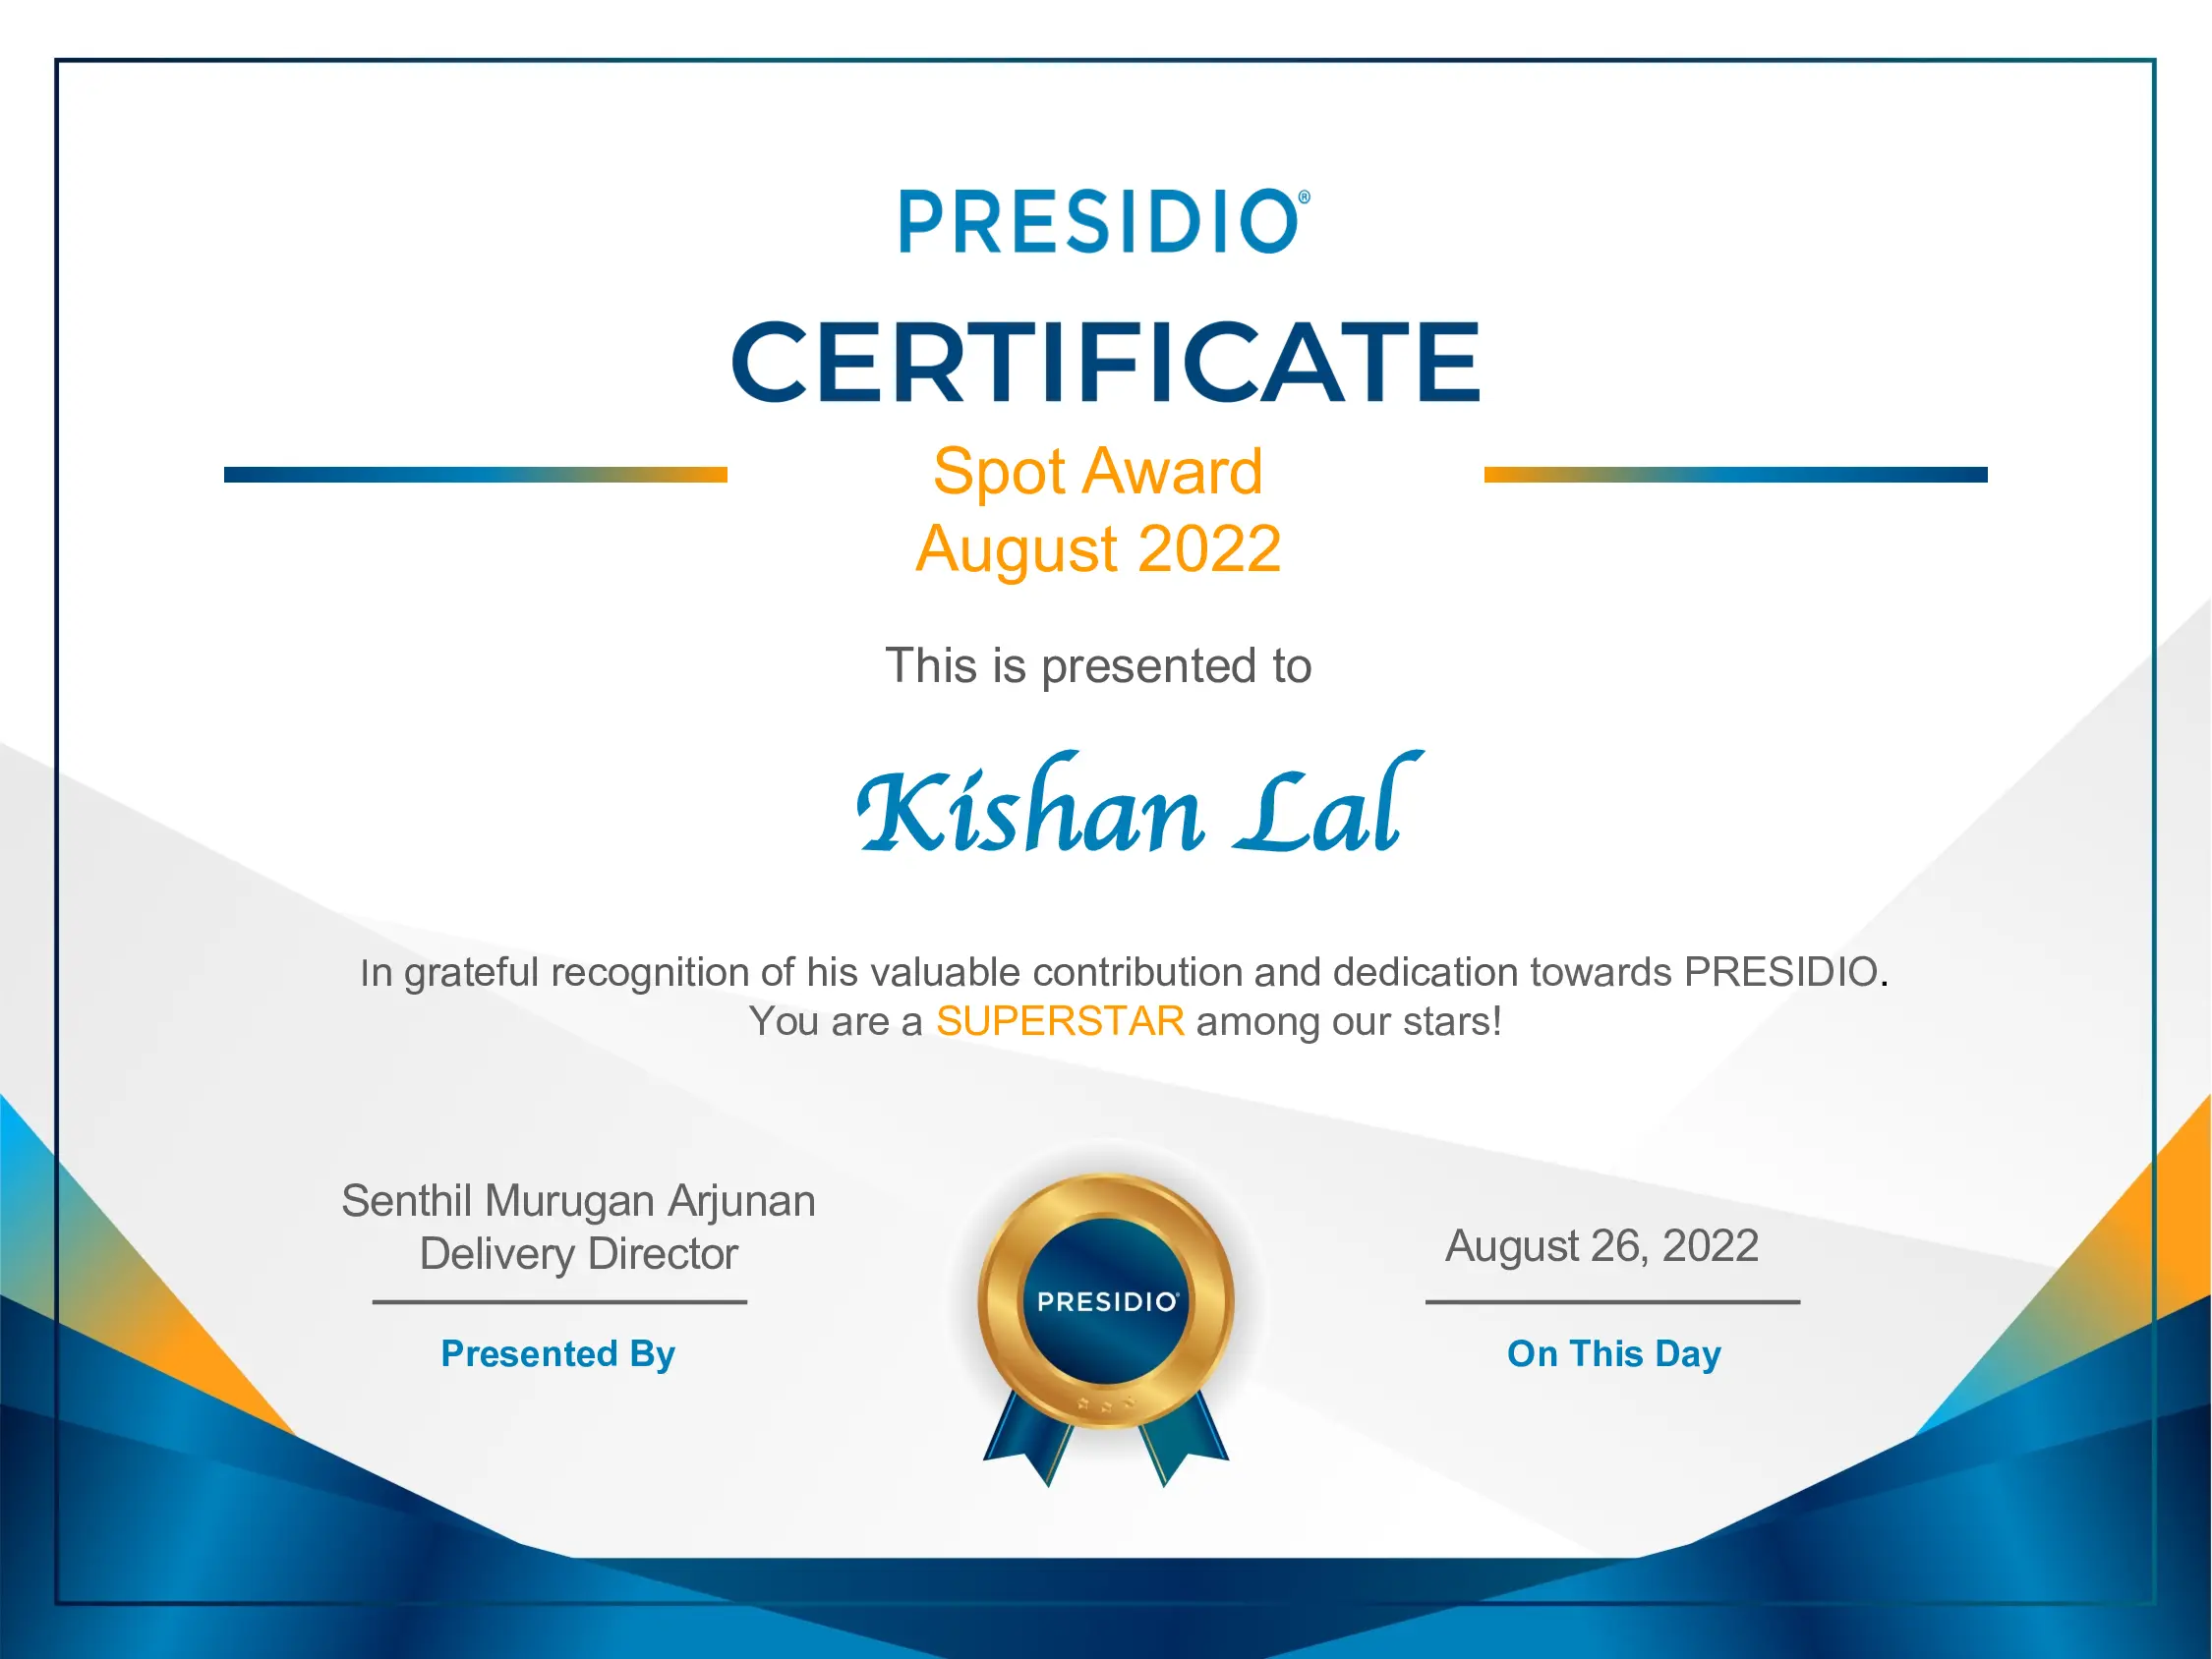 PRESIDIO®
CERTIFICATE
Spot Award
August 2022
This is presented to
Kishan Lal
In grateful recognition of his valuable contribution and dedication towards PRESIDIO.
You are a SUPERSTAR among our stars!
Senthil Murugan Arjunan
Delivery Director
Presented By
PRESIDIO®
August 26, 2022
On This Day